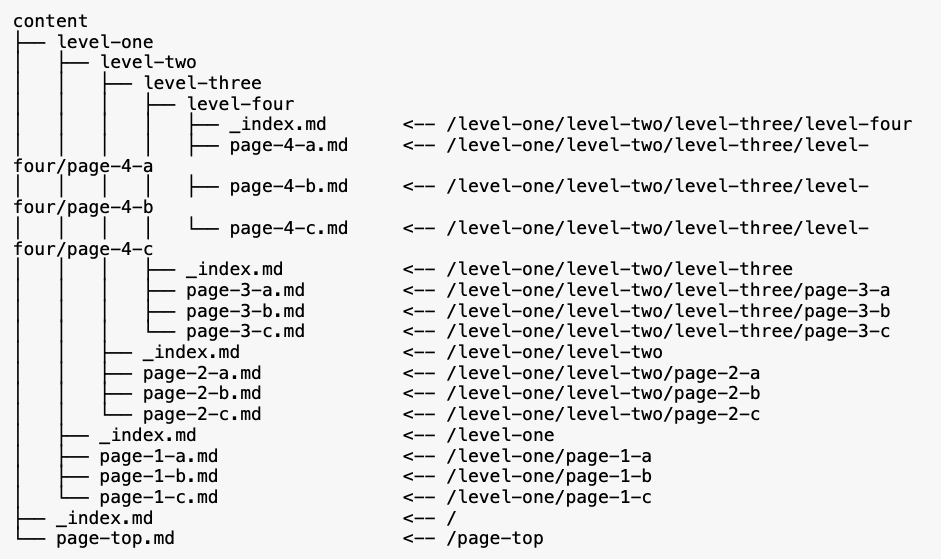 content
├── level-one
│   ├── level-two
│   │   ├── level-three
│   │   │   ├── level-four
│   │   │   │   ├── _index.md       <-- /level-one/level-two/level-three/level-four
│   │   │   │   ├── page-4-a.md     <-- /level-one/level-two/level-three/level-
four/page-4-a
│   │   │   │   ├── page-4-b.md     <-- /level-one/level-two/level-three/level-
four/page-4-b
│   │   │   │   └── page-4-c.md     <-- /level-one/level-two/level-three/level-
four/page-4-c
│   │   │   ├── _index.md           <-- /level-one/level-two/level-three
│   │   │   ├── page-3-a.md         <-- /level-one/level-two/level-three/page-3-a
│   │   │   ├── page-3-b.md         <-- /level-one/level-two/level-three/page-3-b
│   │   │   └── page-3-c.md         <-- /level-one/level-two/level-three/page-3-c
│   │   ├── _index.md               <-- /level-one/level-two
│   │   ├── page-2-a.md             <-- /level-one/level-two/page-2-a
│   │   ├── page-2-b.md             <-- /level-one/level-two/page-2-b
│   │   └── page-2-c.md             <-- /level-one/level-two/page-2-c
│   ├── _index.md                   <-- /level-one
│   ├── page-1-a.md                 <-- /level-one/page-1-a
│   ├── page-1-b.md                 <-- /level-one/page-1-b
│   └── page-1-c.md                 <-- /level-one/page-1-c
├── _index.md                       <-- /
└── page-top.md                     <-- /page-top